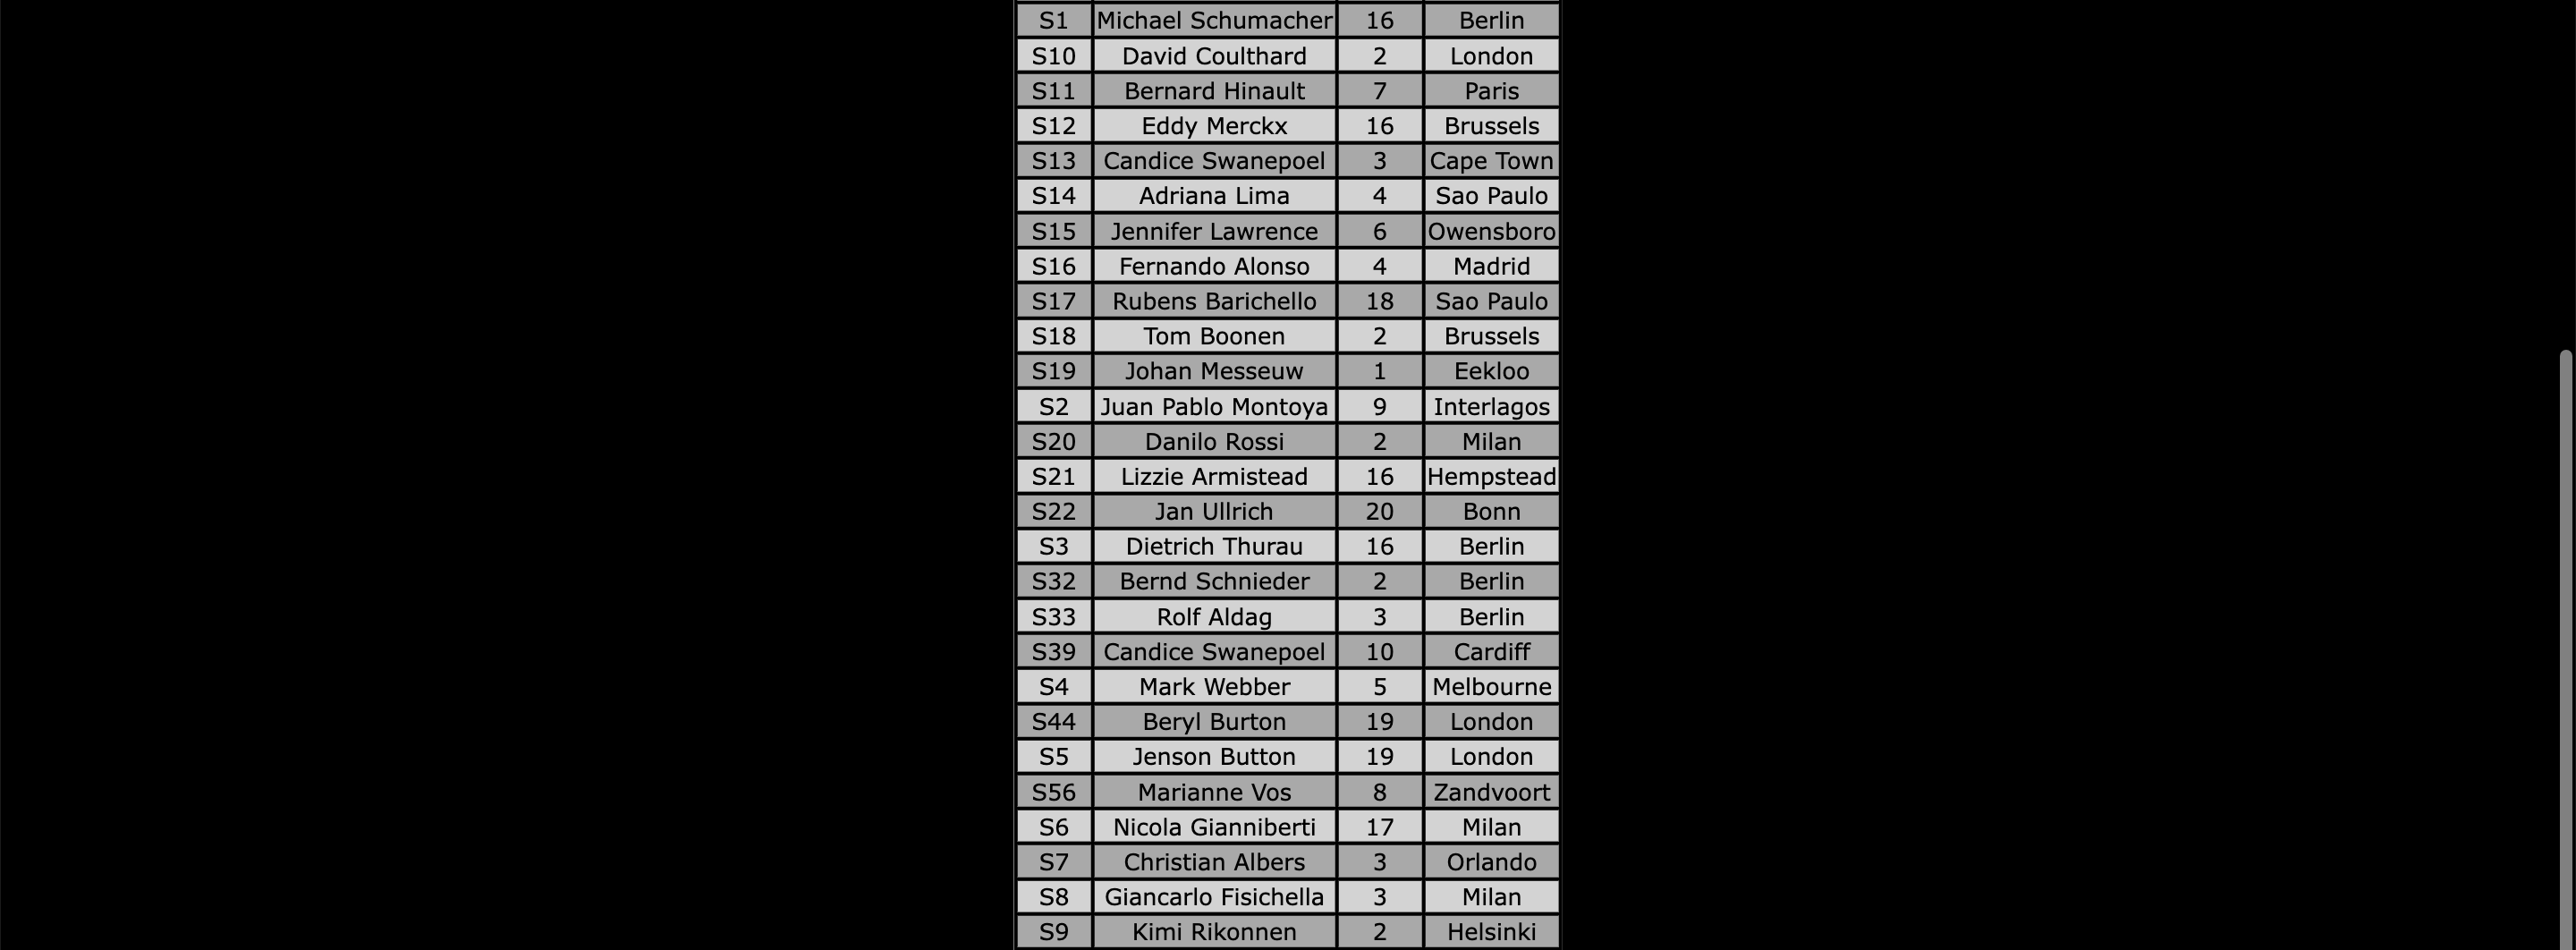 S1 Michael Schumacher 16 Berlin
S10 David Coulthard 2 London
S11 Bernard Hinault 7 Paris
S12 Eddy Merckx 16 Brussels
S13 Candice Swanepoel 3 Cape Town
S14 Adriana Lima 4 Sao Paulo
S15 Jennifer Lawrence 6 Owensboro
S16 Fernando Alonso 4 Madrid
S17 Rubens Barichello 18 Sao Paulo
S18 Tom Boonen 2 Brussels
S19 Johan Messeuw 1 Eekloo
S2 Juan Pablo Montoya 9 Interlagos
S20 Danilo Rossi 2 Milan
S21 Lizzie Armistead 16 Hempstead
S22 Jan Ullrich 20 Bonn
S3 Dietrich Thurau 16 Berlin
S32 Bernd Schnieder 2 Berlin
S33 Rolf Aldag 3 Berlin
S39 Candice Swanepoel 10 Cardiff
S4 Mark Webber 5 Melbourne
S44 Beryl Burton 19 London
S5 Jenson Button 19 London
S56 Marianne Vos 8 Zandvoort
S6 Nicola Gianniberti 17 Milan
S7 Christian Albers 3 Orlando
S8 Giancarlo Fisichella 3 Milan
S9 Kimi Rikonnen 2 Helsinki